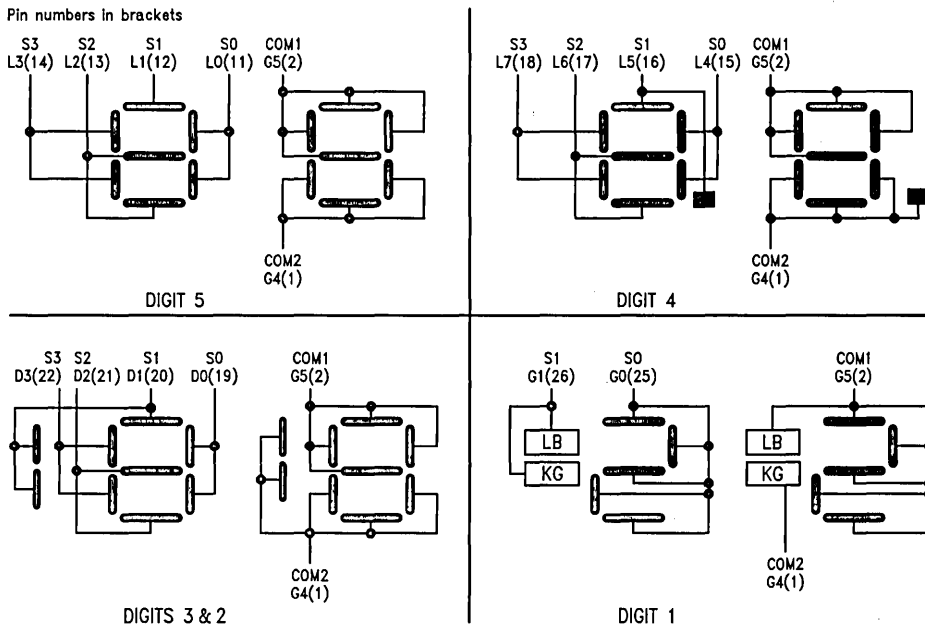 Pin numbers in brackets
S3 S2 S1 S0 COM1
L3(14) L2(13) L1(12) L0(11) G5(2)
COM2
G4(1)
DIGIT 5
S3 S2 S1 S0 COM1
L7(18) L6(17) L5(16) L4(15) G5(2)
COM2
G4(1)
DIGIT 4
S3 S2 S1 S0 COM1
D3(22) D2(21) D1(20) D0(19) G5(2)
COM2
G4(1)
DIGITS 3 & 2
S1 S0 COM1
G1(26) G0(25) G5(2)
LB LB
KG KG
COM2
G4(1)
DIGIT 1